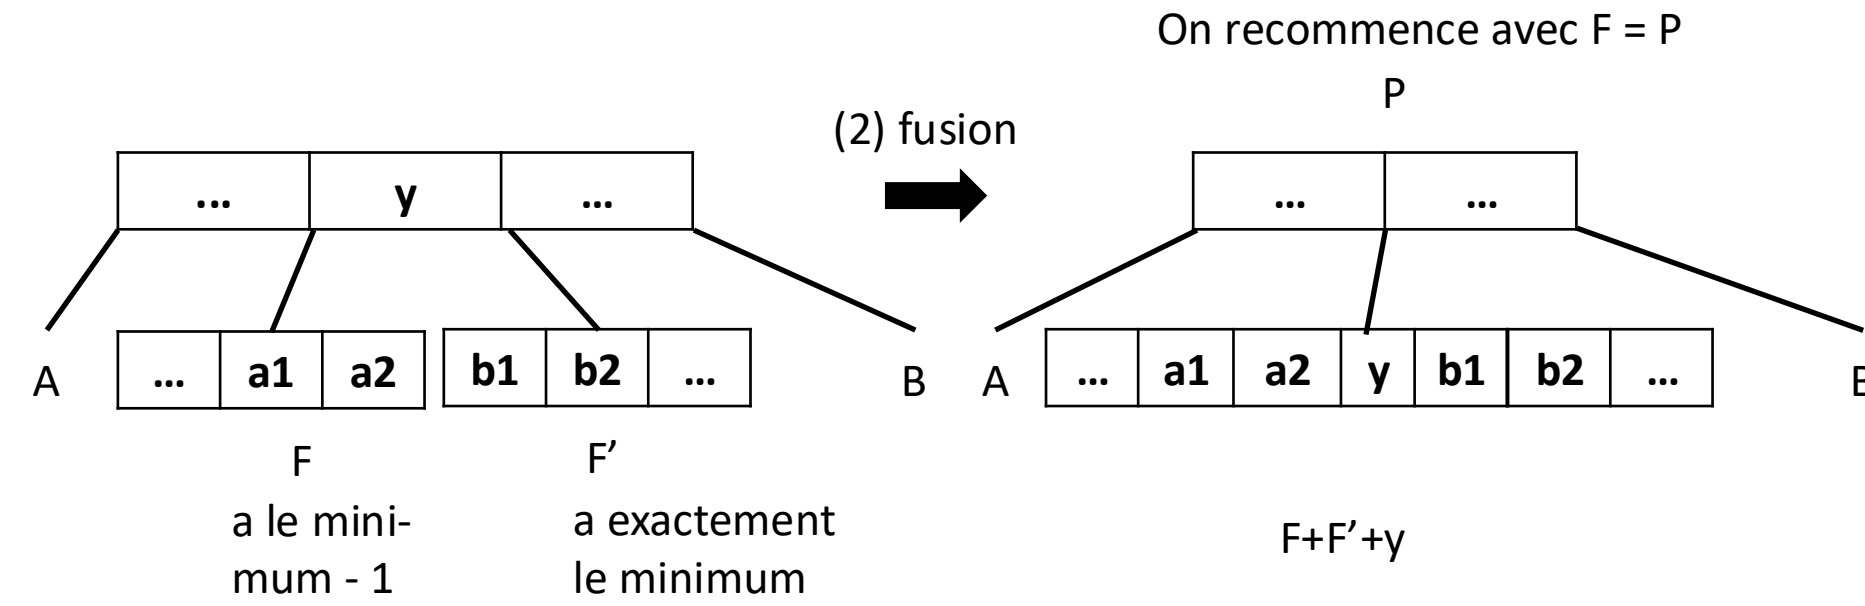 On recommence avec F = P
P
(2) fusion
... y ...
... ...
A
... a1 a2
b1 b2 ...
B
A
... a1 a2 y b1 b2 ...
B
F
F’
a le mini-
mum - 1
a exactement
le minimum
F+F’+y